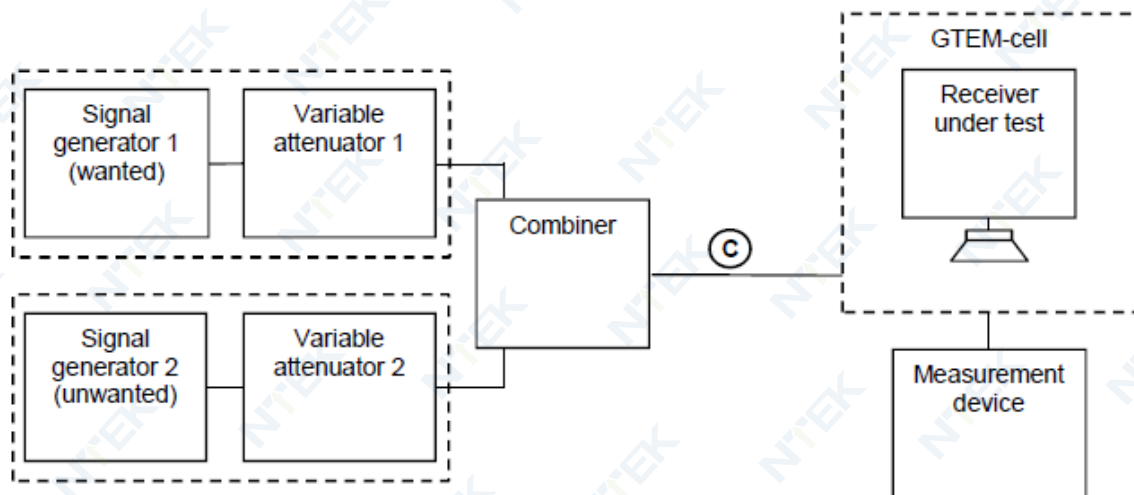 GTEM-cell
Signal
generator 1
(wanted)
Variable
attenuator 1
Receiver
under test
Combiner
C
Signal
generator 2
(unwanted)
Variable
attenuator 2
Measurement
device
NTEK